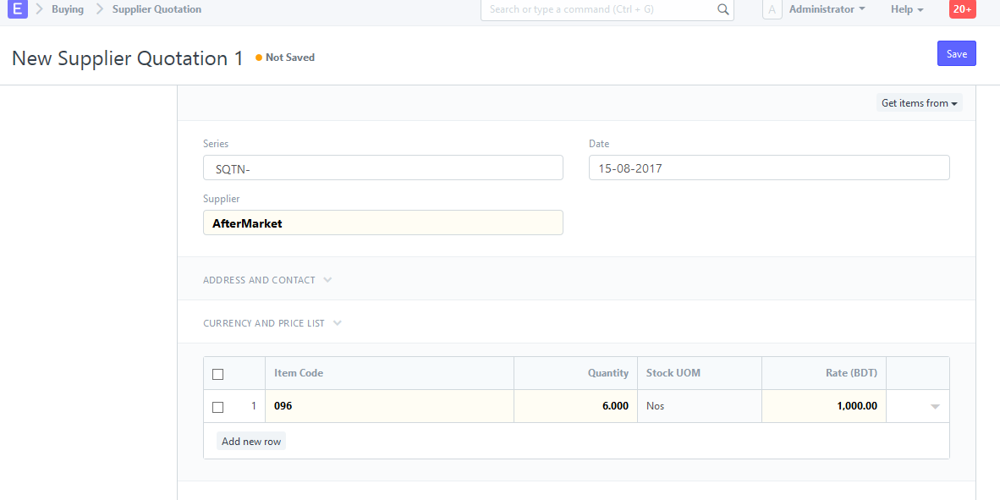 E Buying Supplier Quotation Search or type a command (Ctrl + G) A Administrator Help 20+
New Supplier Quotation 1 Not Saved Save
Get items from
Series Date
SQTN- 15-08-2017
Supplier
AfterMarket
ADDRESS AND CONTACT
CURRENCY AND PRICE LIST
Item Code Quantity Stock UOM Rate (BDT)
1 096 6.000 Nos 1,000.00
Add new row